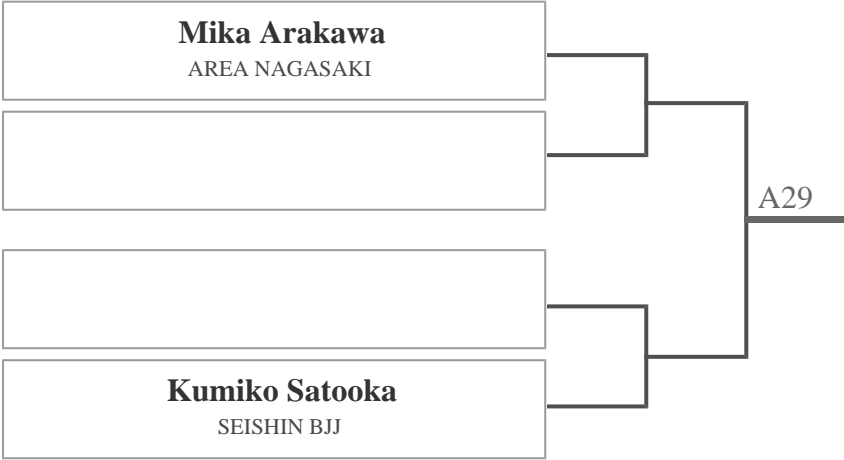 Mika Arakawa
AREA NAGASAKI
A29
Kumiko Satooka
SEISHIN BJJ